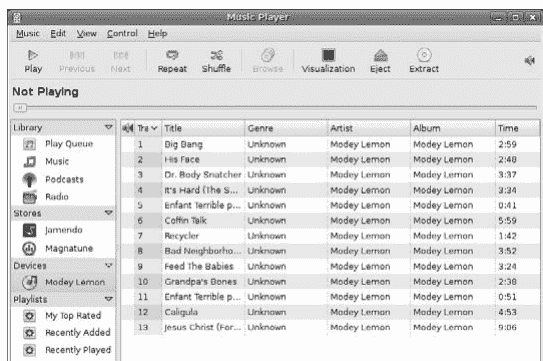 Music Player
Music Edit View Control Help
Play Previous Next Repeat Shuffle Browse Visualization Eject Extract
Not Playing
Library
Play Queue
Music
Podcasts
Radio
Stores
Jamendo
Magnatune
Devices
Modey Lemon
Playlists
My Top Rated
Recently Added
Recently Played
Tra Title Genre Artist Album Time
1 Big Bang Unknown Modey Lemon Modey Lemon 2:59
2 His Face Unknown Modey Lemon Modey Lemon 2:48
3 Dr. Body Snatcher Unknown Modey Lemon Modey Lemon 3:37
4 It's Hard (The S... Unknown Modey Lemon Modey Lemon 3:34
5 Enfant Terrible p... Unknown Modey Lemon Modey Lemon 0:41
6 Coffin Talk Unknown Modey Lemon Modey Lemon 5:59
7 Recycler Unknown Modey Lemon Modey Lemon 1:42
8 Bad Neighborho... Unknown Modey Lemon Modey Lemon 3:52
9 Feed The Babies Unknown Modey Lemon Modey Lemon 3:24
10 Grandpa's Bones Unknown Modey Lemon Modey Lemon 2:38
11 Enfant Terrible p... Unknown Modey Lemon Modey Lemon 0:51
12 Caligula Unknown Modey Lemon Modey Lemon 4:53
13 Jesus Christ (For... Unknown Modey Lemon Modey Lemon 9:06